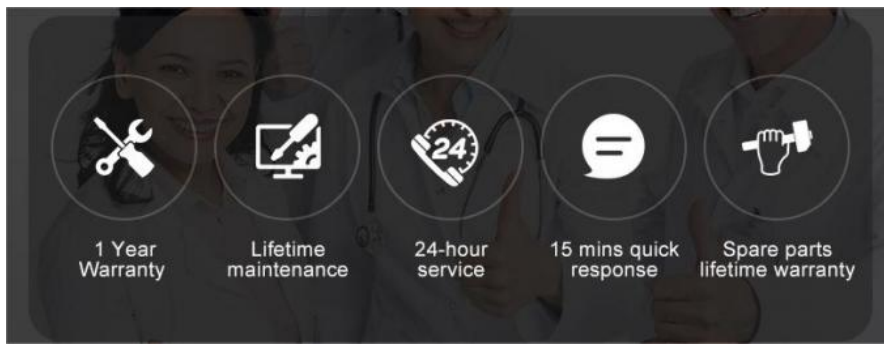 24
1 Year
Warranty
Lifetime
maintenance
24-hour
service
15 mins quick
response
Spare parts
lifetime warranty